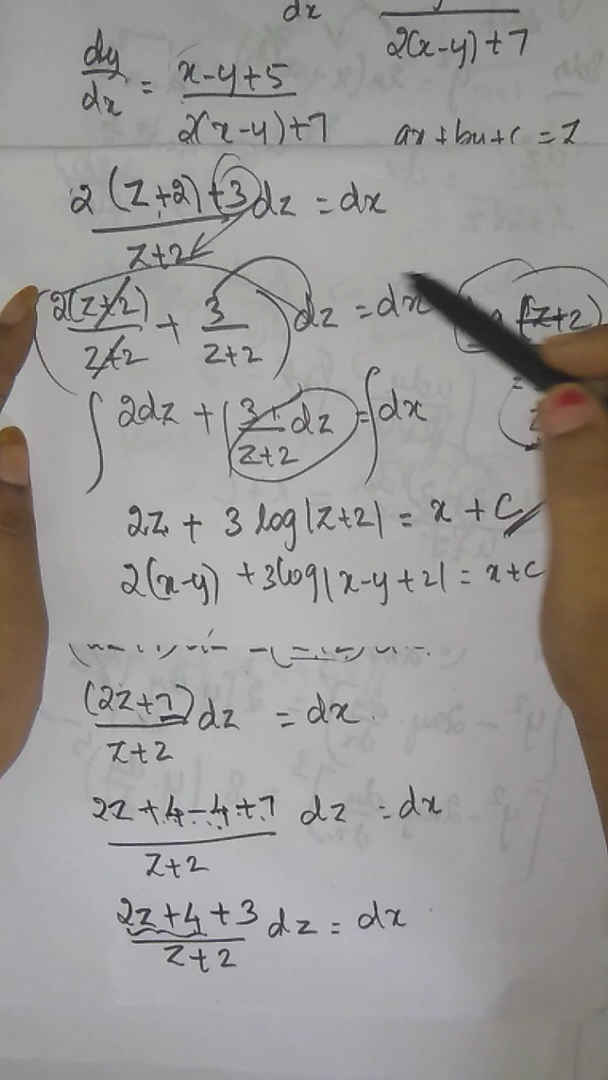 dx
2(x-y)+7
dy/dx = x-y+5 / 2(x-y)+7
ax+by+c = Z
2(Z+2)+3 / Z+2 dz = dx
(2(Z+2) / Z+2 + 3 / Z+2) dz = dx
(Z+2)
∫ 2dz + ∫ 3 / Z+2 dz = ∫ dx
2Z + 3 log|Z+2| = x + C
2(x-y) + 3log|x-y+2| = x+c
(2Z+7) / Z+2 dz = dx.
2Z+4-4+7 / Z+2 dz = dx
2Z+4+3 / Z+2 dz = dx